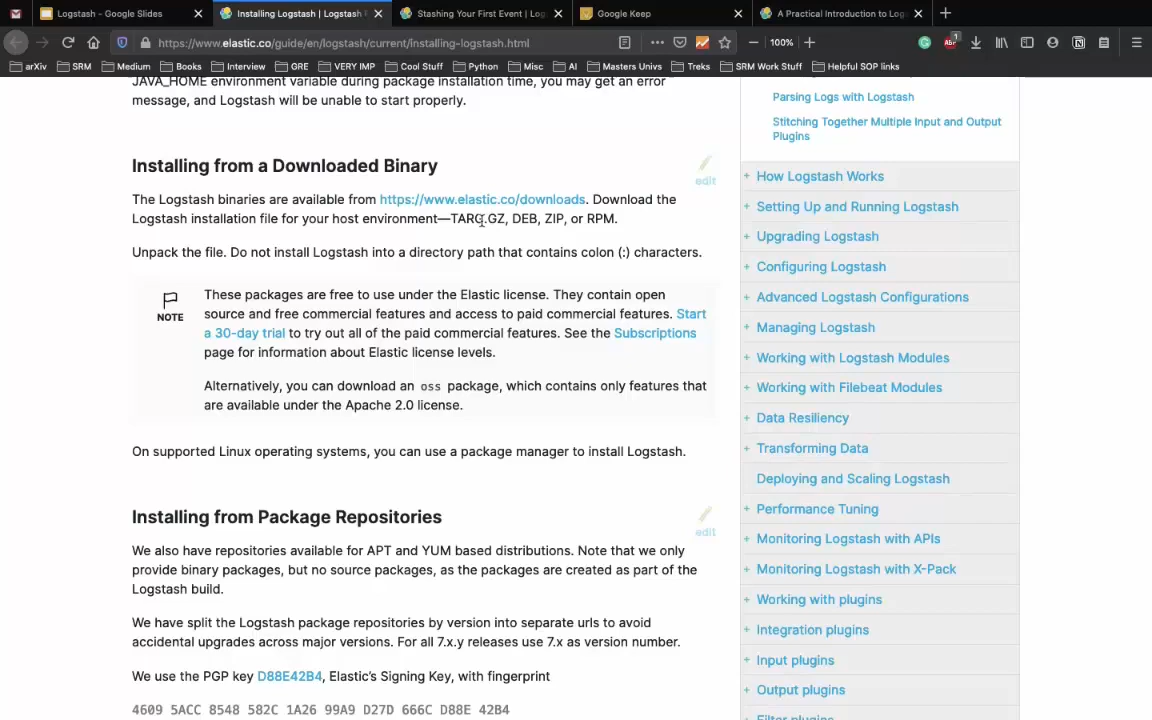 Logstash - Google Slides
Installing Logstash | Logstash
Stashing Your First Event | Log
Google Keep
A Practical Introduction to Log
https://www.elastic.co/guide/en/logstash/current/installing-logstash.html
100%
1
arXiv
SRM
Medium
Books
Interview
GRE
VERY IMP
Cool Stuff
Python
Misc
AI
Masters Univs
Treks
SRM Work Stuff
Helpful SOP links
JAVA_HOME environment variable during package installation time, you may get an error
message, and Logstash will be unable to start properly.
Installing from a Downloaded Binary
edit
The Logstash binaries are available from https://www.elastic.co/downloads. Download the
Logstash installation file for your host environment—TARG.GZ, DEB, ZIP, or RPM.
Unpack the file. Do not install Logstash into a directory path that contains colon (:) characters.
NOTE
These packages are free to use under the Elastic license. They contain open
source and free commercial features and access to paid commercial features. Start
a 30-day trial to try out all of the paid commercial features. See the Subscriptions
page for information about Elastic license levels.
Alternatively, you can download an oss package, which contains only features that
are available under the Apache 2.0 license.
On supported Linux operating systems, you can use a package manager to install Logstash.
Installing from Package Repositories
edit
We also have repositories available for APT and YUM based distributions. Note that we only
provide binary packages, but no source packages, as the packages are created as part of the
Logstash build.
We have split the Logstash package repositories by version into separate urls to avoid
accidental upgrades across major versions. For all 7.x.y releases use 7.x as version number.
We use the PGP key D88E42B4, Elastic's Signing Key, with fingerprint
4609 5ACC 8548 582C 1A26 99A9 D27D 666C D88E 42B4
Parsing Logs with Logstash
Stitching Together Multiple Input and Output
Plugins
+ How Logstash Works
+ Setting Up and Running Logstash
+ Upgrading Logstash
+ Configuring Logstash
+ Advanced Logstash Configurations
+ Managing Logstash
+ Working with Logstash Modules
+ Working with Filebeat Modules
+ Data Resiliency
+ Transforming Data
Deploying and Scaling Logstash
+ Performance Tuning
+ Monitoring Logstash with APIs
+ Monitoring Logstash with X-Pack
+ Working with plugins
+ Integration plugins
+ Input plugins
+ Output plugins
+ Filter plugins